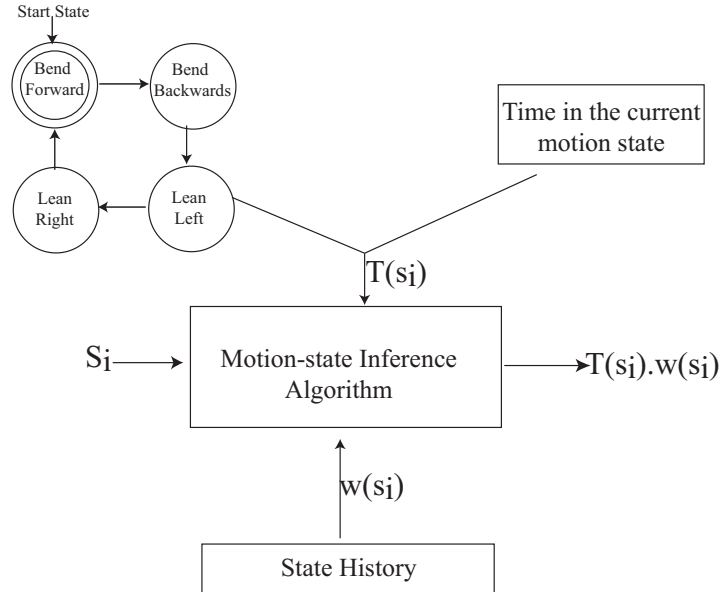 Start State
Bend
Forward
Bend
Backwards
Time in the current
motion state
Lean
Right
Lean
Left
T(si)
Si
Motion-state Inference
Algorithm
T(si).w(si)
w(si)
State History